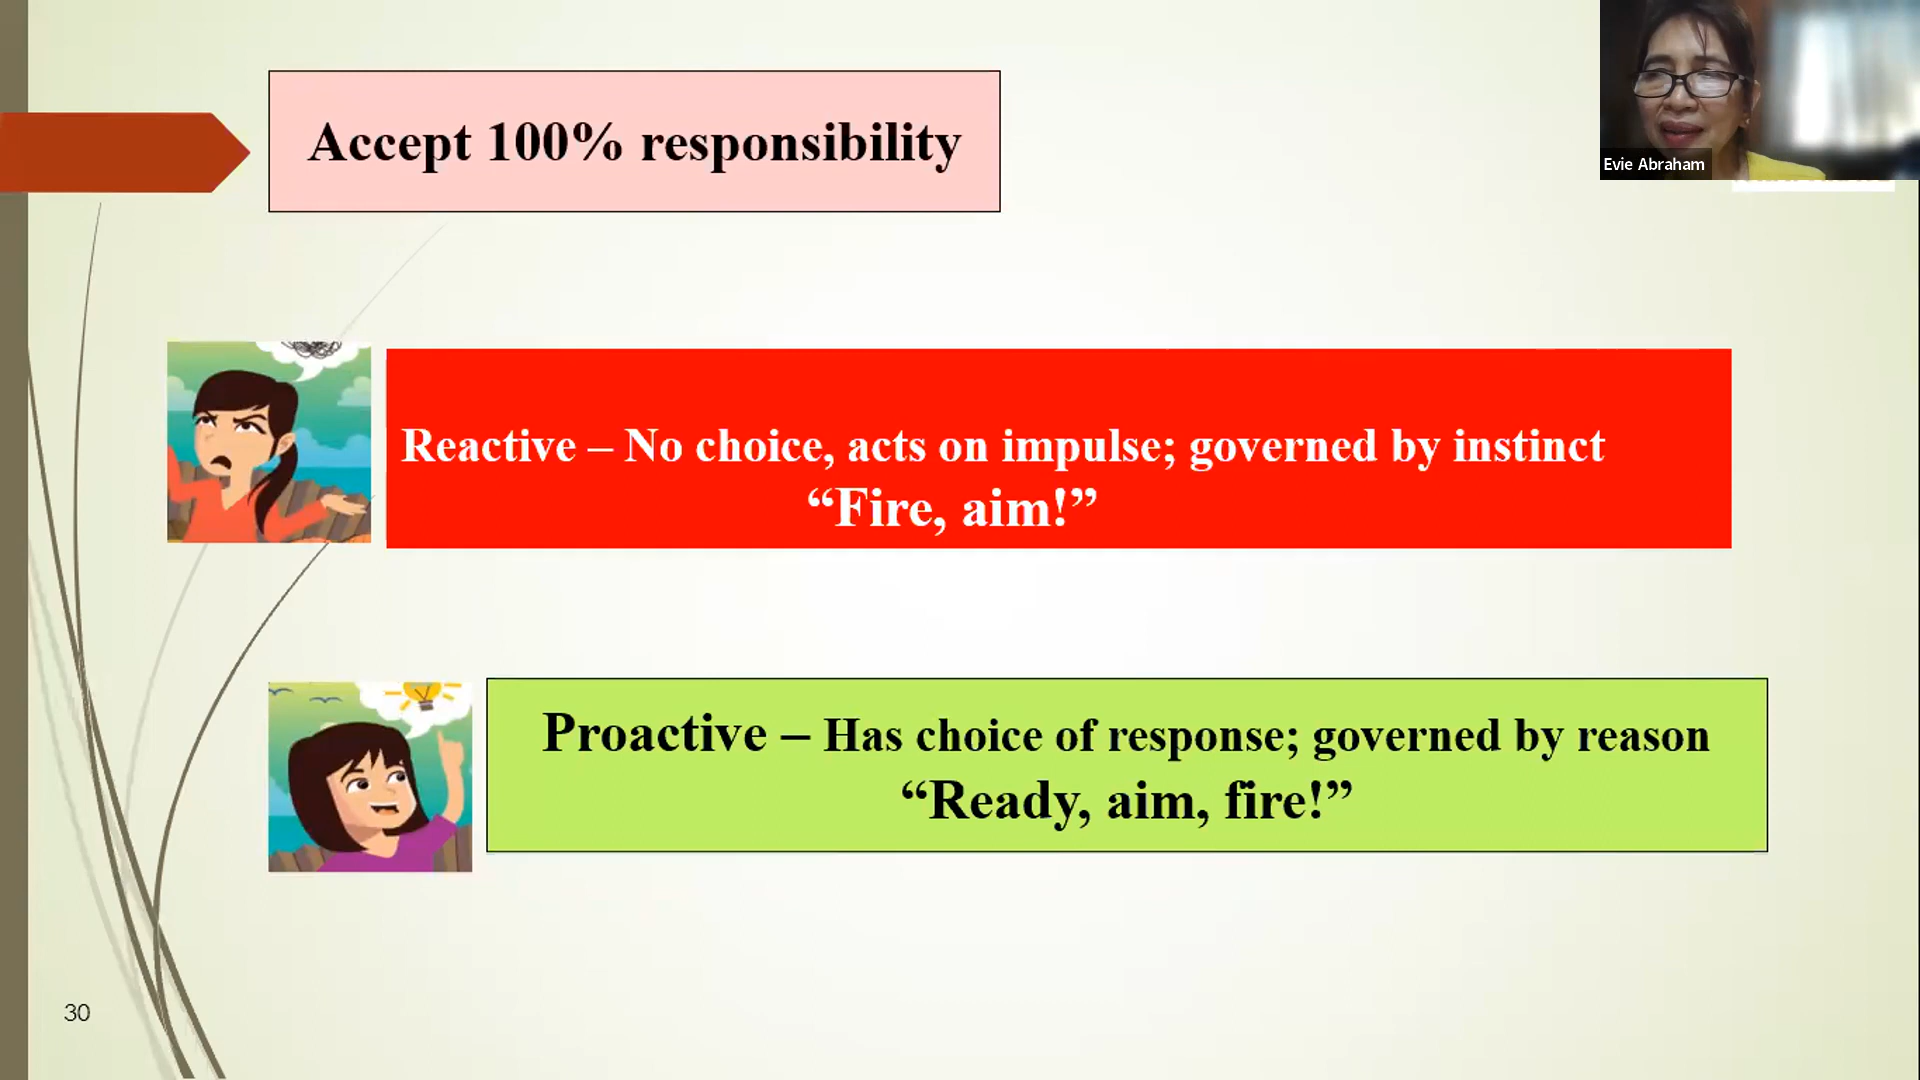 Accept 100% responsibility
Evie Abraham
Reactive – No choice, acts on impulse; governed by instinct
“Fire, aim!”
Proactive – Has choice of response; governed by reason
“Ready, aim, fire!”
30